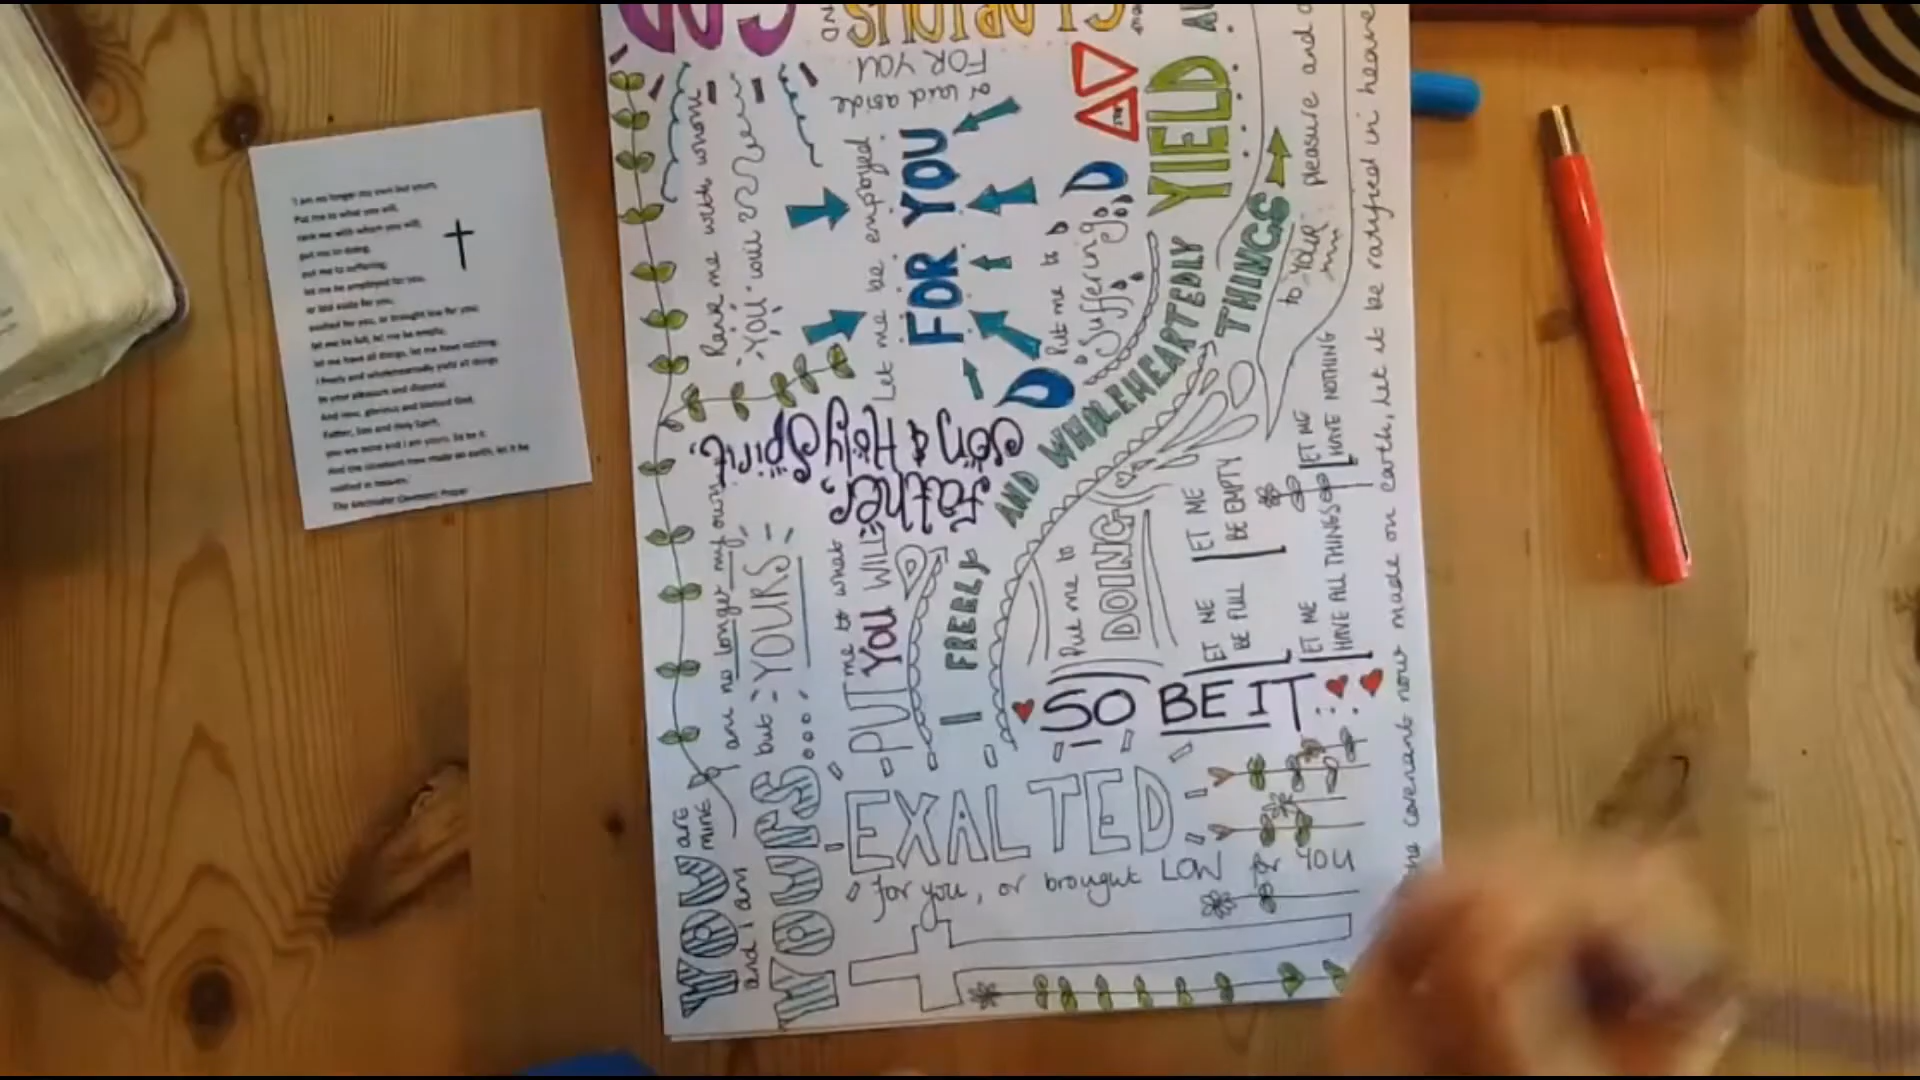 'I am no longer my own but yours.
Put me to what you will,
rank me with whom you will;
put me to doing,
put me to suffering;
let me be employed for you,
or laid aside for you,
exalted for you, or brought low for you;
let me be full, let me be empty,
let me have all things, let me have nothing;
I freely and wholeheartedly yield all things
to your pleasure and disposal.
And now, glorious and blessed God,
Father, Son and Holy Spirit,
you are mine and I am yours. So be it.
And the covenant now made on earth, let it be
ratified in heaven.'
The Methodist Covenant Prayer
I am no longer my own
but YOURS
Rank me with whom
YOU will
PUT me to what
YOU WILL
Let me be employed
FOR YOU
I laid aside
FOR YOU
GLORIOUS
GOD
Father,
Son & Holy Spirit.
Put me to
DOING
Put me to
Suffering
I FREELY
AND WHOLEHEARTEDLY YIELD
THINGS
to YOUR
pleasure and
LET ME
BE FULL
LET ME
BE EMPTY
LET ME
HAVE ALL THINGS
LET ME
HAVE NOTHING
SO BE IT
EXALTED
for you, or brought LOW for YOU
YOU are
MINE
and I am
YOURS
he covenant now made on earth, let it be ratified in heave